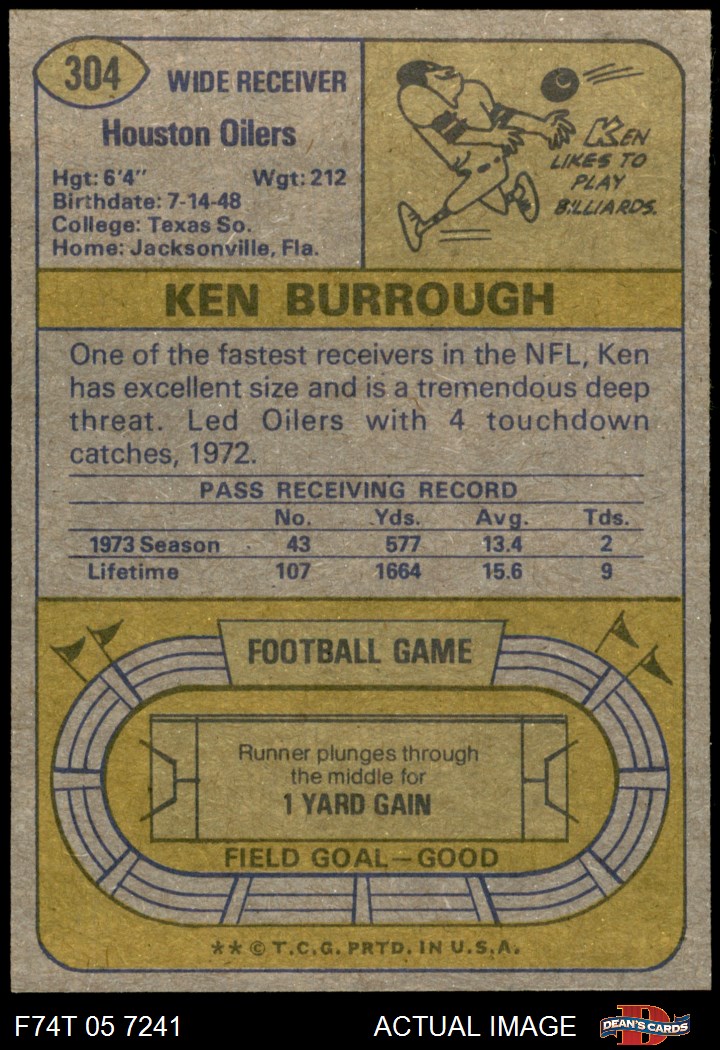 304
WIDE RECEIVER
Houston Oilers
Hgt: 6'4" Wgt: 212
Birthdate: 7-14-48
College: Texas So.
Home: Jacksonville, Fla.
KEN
LIKES TO
PLAY
BILLIARDS.
KEN BURROUGH
One of the fastest receivers in the NFL, Ken
has excellent size and is a tremendous deep
threat. Led Oilers with 4 touchdown
catches, 1972.
PASS RECEIVING RECORD
No. Yds. Avg. Tds.
1973 Season 43 577 13.4 2
Lifetime 107 1664 15.6 9
FOOTBALL GAME
Runner plunges through
the middle for
1 YARD GAIN
FIELD GOAL—GOOD
** © T.C.G. PRTD. IN U.S.A.
F74T 05 7241 ACTUAL IMAGE
DEAN'S CARDS